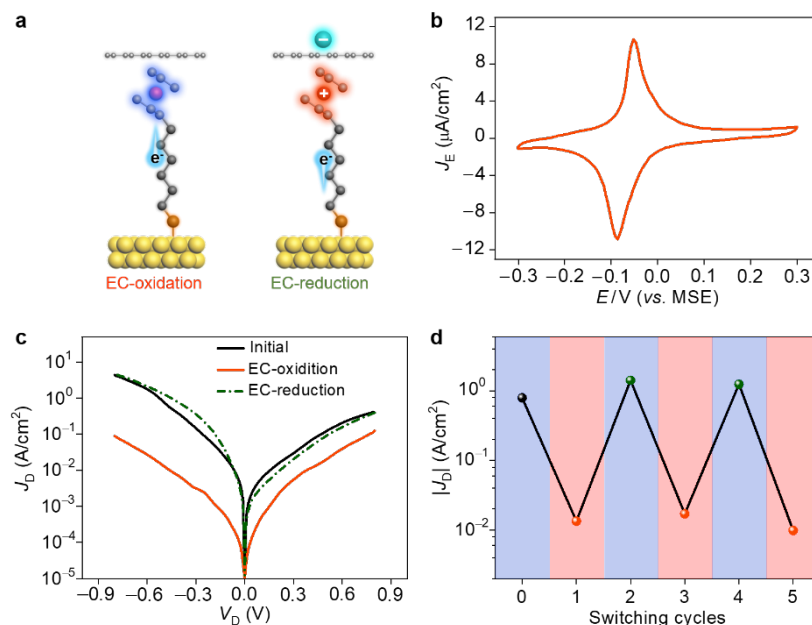 a
−
e-
EC-oxidation
+
e-
EC-reduction
b
12
8
4
0
−4
−8
−12
JE (μA/cm²)
−0.3 −0.2 −0.1 0.0 0.1 0.2 0.3
E/V (vs. MSE)
c
Initial
EC-oxidition
EC-reduction
10¹
10⁰
10⁻¹
10⁻²
10⁻³
10⁻⁴
10⁻⁵
JD (A/cm²)
−0.9 −0.6 −0.3 0.0 0.3 0.6 0.9
VD (V)
d
10⁰
10⁻¹
10⁻²
|JD| (A/cm²)
0 1 2 3 4 5
Switching cycles